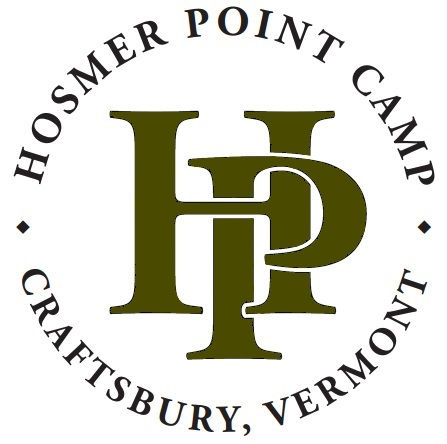 HOSMER POINT CAMP
HP
CRAFTSBURY, VERMONT